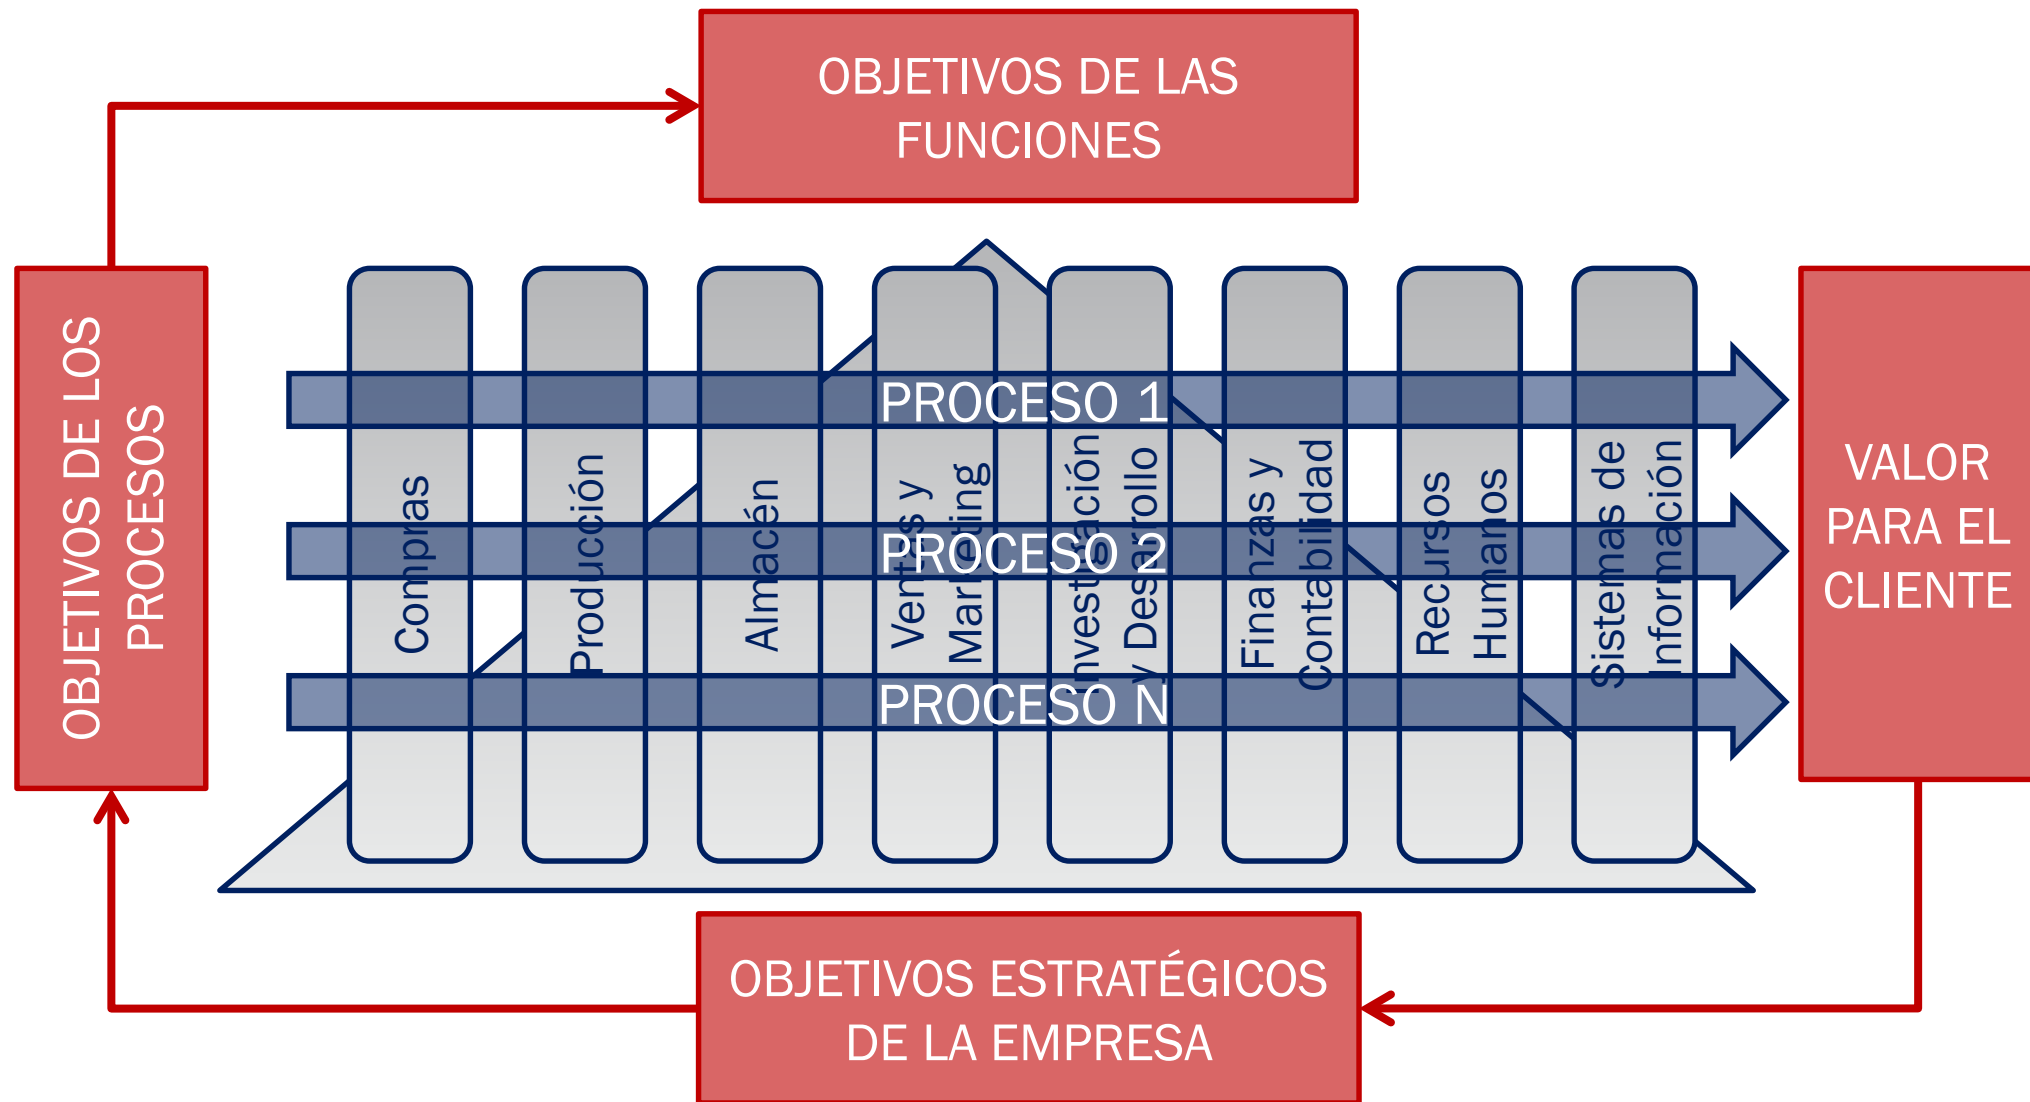 OBJETIVOS DE LAS
FUNCIONES
OBJETIVOS DE LOS
PROCESOS
Compras
Producción
Almacén
Ventas y
Marketing
Investigación
y Desarrollo
Finanzas y
Contabilidad
Recursos
Humanos
Sistemas de
Información
PROCESO 1
PROCESO 2
PROCESO N
VALOR
PARA EL
CLIENTE
OBJETIVOS ESTRATÉGICOS
DE LA EMPRESA